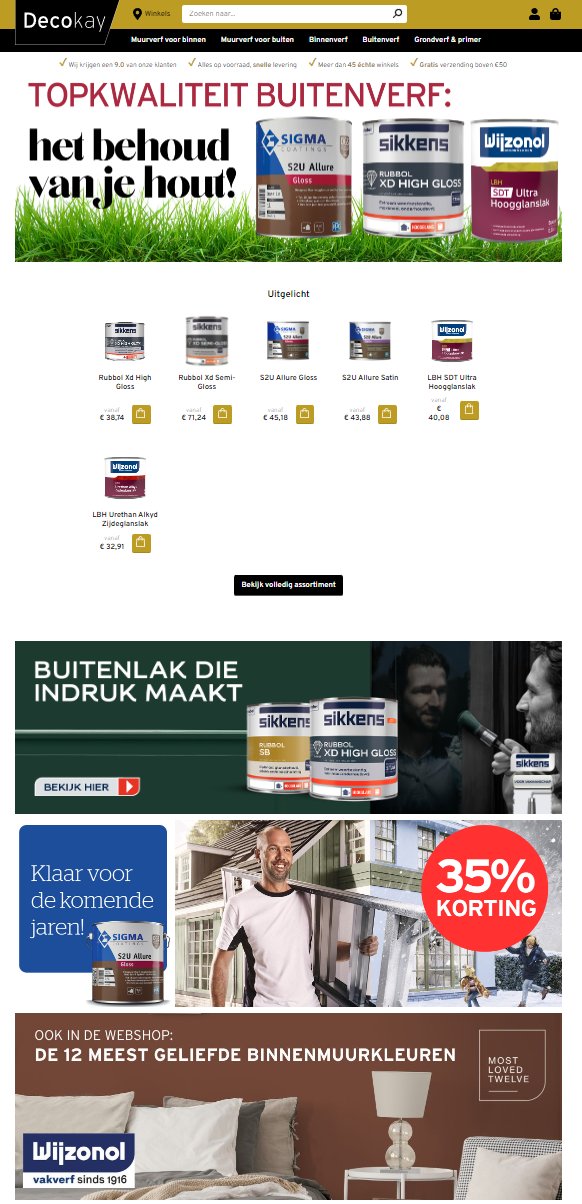 Decokay
Winkels
Zoeken naar...
Muurverf voor binnen
Muurverf voor buiten
Binnenverf
Buitenverf
Grondverf & primer
Wij krijgen een 9.0 van onze klanten
Alles op voorraad, snelle levering
Meer dan 45 échte winkels
Gratis verzending boven €50
TOPKWALITEIT BUITENVERF:
het behoud
van je hout!
SIGMA
COATINGS
S2U Allure
Gloss
sikkens
RUBBOL
XD HIGH GLOSS
Wijzonol
LBH
SDT Ultra
Hoogglanslak
Uitgelicht
Rubbol Xd High
Gloss
vanaf
€ 38,74
Rubbol Xd Semi-
Gloss
vanaf
€ 71,24
S2U Allure Gloss
vanaf
€ 45,18
S2U Allure Satin
vanaf
€ 43,88
LBH SDT Ultra
Hoogglanslak
vanaf
€
40,08
LBH Urethan Alkyd
Zijdeglanslak
vanaf
€ 32,91
Bekijk volledig assortiment
BUITENLAK DIE
INDRUK MAAKT
BEKIJK HIER
sikkens
RUBBOL
SB
sikkens
RUBBOL
XD HIGH GLOSS
sikkens
Klaar voor
de komende
jaren!
SIGMA
COATINGS
S2U Allure
Gloss
35%
KORTING
OOK IN DE WEBSHOP:
DE 12 MEEST GELIEFDE BINNENMUURKLEUREN
MOST
LOVED
TWELVE
Wijzonol
vakverf sinds 1916